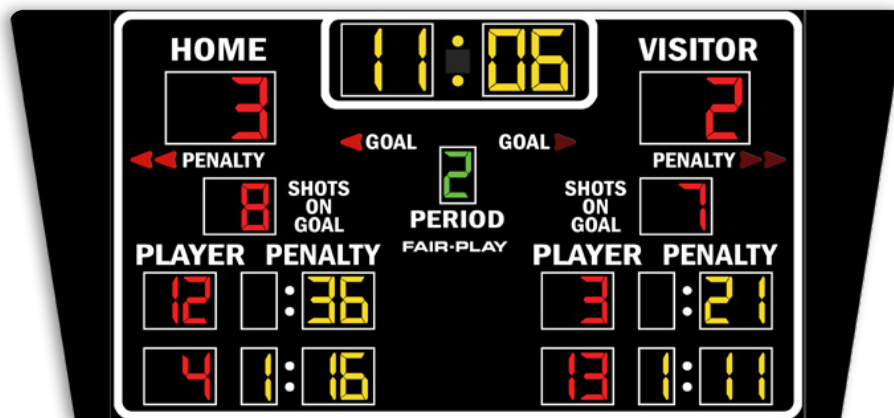 HOME 11:06 VISITOR
3 2
GOAL GOAL
PENALTY 2 PENALTY
8 SHOTS ON GOAL PERIOD SHOTS ON GOAL 7
FAIR-PLAY
PLAYER PENALTY PLAYER PENALTY
12 :36 3 :21
4 1:16 13 1:11